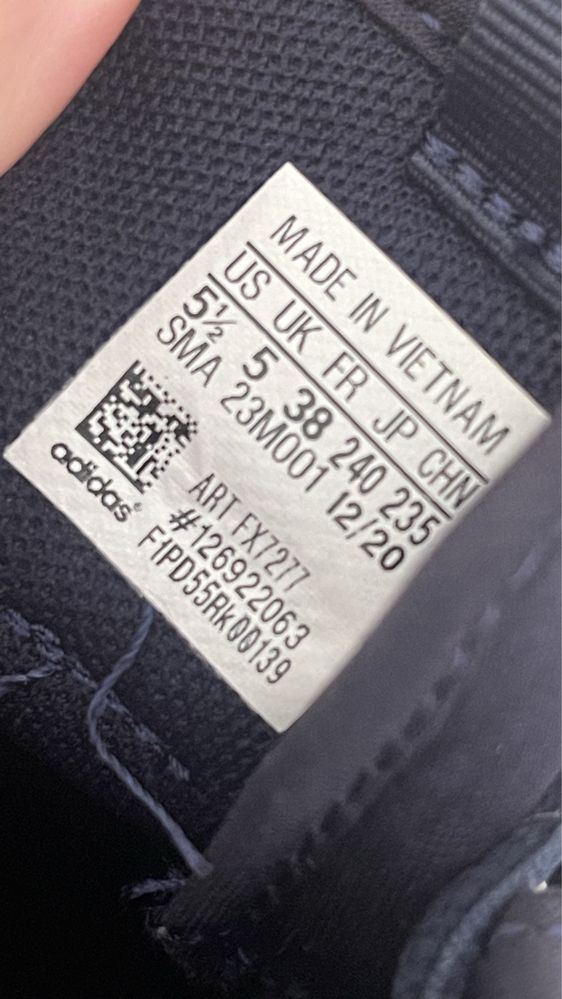 MADE IN VIETNAM
US UK FR JP CHN
5½ 5 38 240 235
SMA 23M001 12/20
adidas®
ART FX7277
#126922063
F1PD55Rk00139